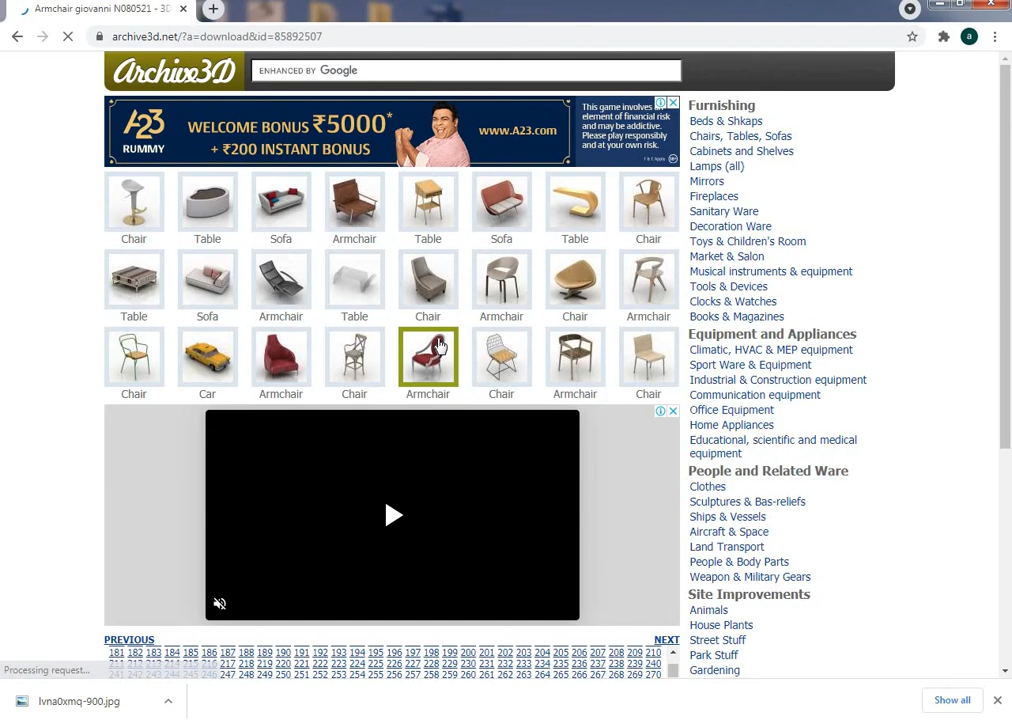 Armchair giovanni N080521 - 3D
archive3d.net/?a=download&id=85892507
a
Archive3D
ENHANCED BY Google
A23
RUMMY
WELCOME BONUS ₹5000*
+ ₹200 INSTANT BONUS
www.A23.com
This game involves an
element of financial risk
and may be addictive.
Please play responsibly
and at your own risk.
Chair Table Sofa Armchair Table Sofa Table Chair
Table Sofa Armchair Table Chair Armchair Chair Armchair
Chair Car Armchair Chair Armchair Chair Armchair Chair
PREVIOUS NEXT
181 182 183 184 185 186 187 188 189 190 191 192 193 194 195 196 197 198 199 200 201 202 203 204 205 206 207 208 209 210
217 218 219 220 221 222 223 224 225 226 227 228 229 230 231 232 233 234 235 236 237 238 239 240
247 248 249 250 251 252 253 254 255 256 257 258 259 260 261 262 263 264 265 266 267 268 269 270
Furnishing
Beds & Shkaps
Chairs, Tables, Sofas
Cabinets and Shelves
Lamps (all)
Mirrors
Fireplaces
Sanitary Ware
Decoration Ware
Toys & Children's Room
Market & Salon
Musical instruments & equipment
Tools & Devices
Clocks & Watches
Books & Magazines
Equipment and Appliances
Climatic, HVAC & MEP equipment
Sport Ware & Equipment
Industrial & Construction equipment
Communication equipment
Office Equipment
Home Appliances
Educational, scientific and medical
equipment
People and Related Ware
Clothes
Sculptures & Bas-reliefs
Ships & Vessels
Aircraft & Space
Land Transport
People & Body Parts
Weapon & Military Gears
Site Improvements
Animals
House Plants
Street Stuff
Park Stuff
Gardening
Processing request...
lvna0xmq-900.jpg
Show all